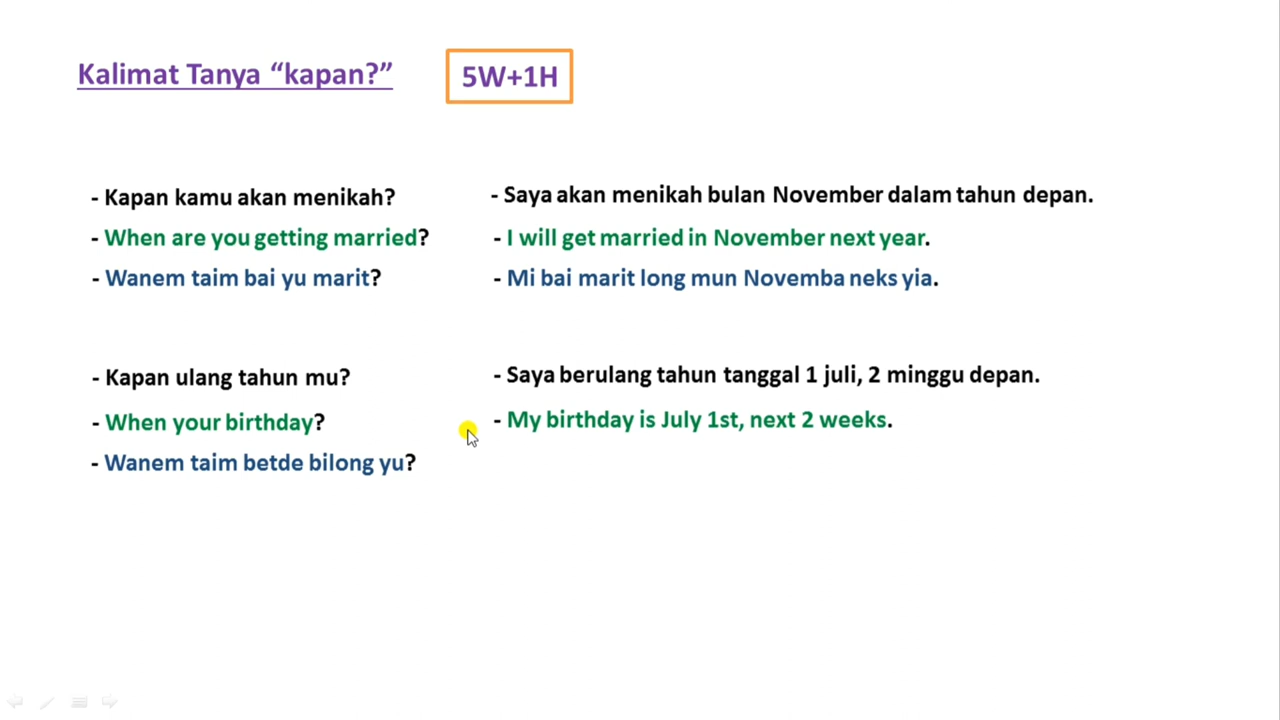 Kalimat Tanya “kapan?”
5W+1H
- Kapan kamu akan menikah?
- Saya akan menikah bulan November dalam tahun depan.
- When are you getting married?
- I will get married in November next year.
- Wanem taim bai yu marit?
- Mi bai marit long mun Novemba neks yia.
- Kapan ulang tahun mu?
- Saya berulang tahun tanggal 1 juli, 2 minggu depan.
- When your birthday?
- My birthday is July 1st, next 2 weeks.
- Wanem taim betde bilong yu?